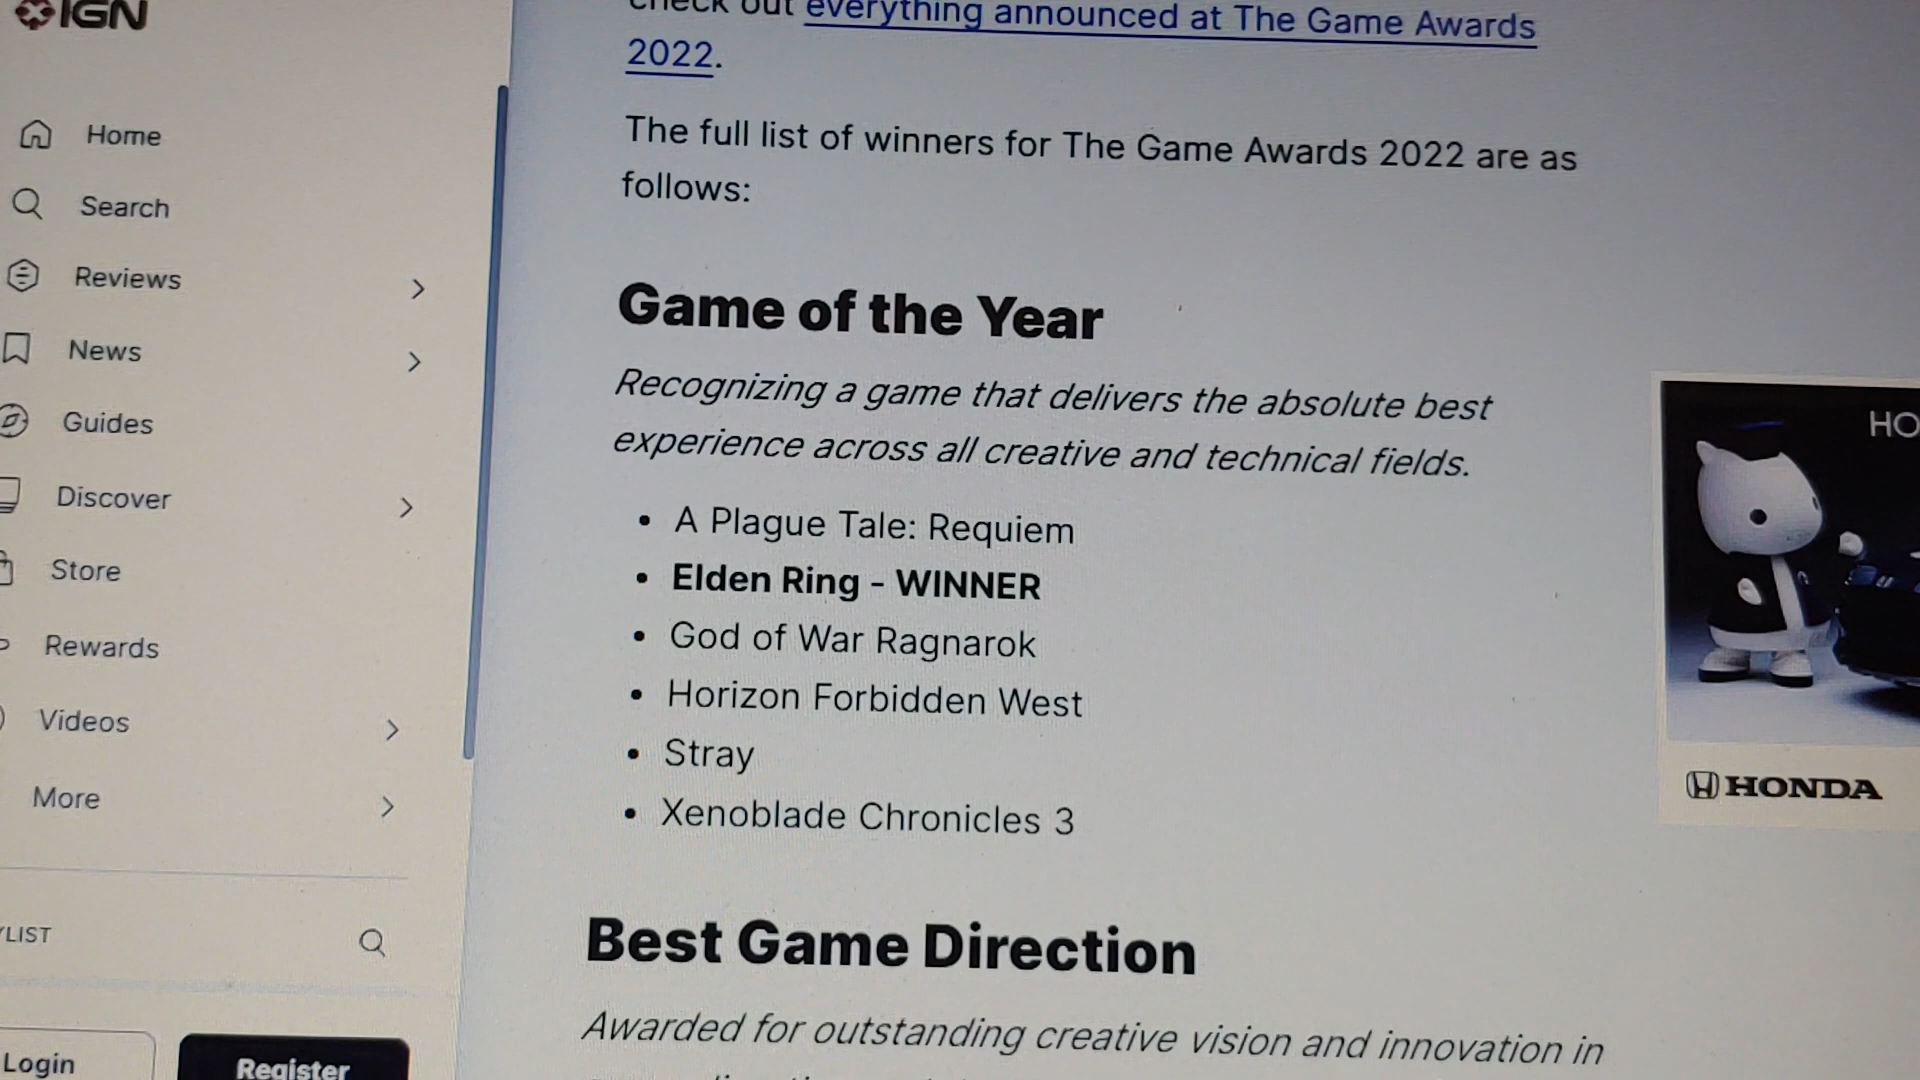 IGN
Home
Search
Reviews
News
Guides
Discover
Store
Rewards
Videos
More
LIST
Login
Register
check out everything announced at The Game Awards
2022.
The full list of winners for The Game Awards 2022 are as
follows:
Game of the Year
Recognizing a game that delivers the absolute best
experience across all creative and technical fields.
• A Plague Tale: Requiem
• Elden Ring - WINNER
• God of War Ragnarok
• Horizon Forbidden West
• Stray
• Xenoblade Chronicles 3
Best Game Direction
Awarded for outstanding creative vision and innovation in
HO
HONDA